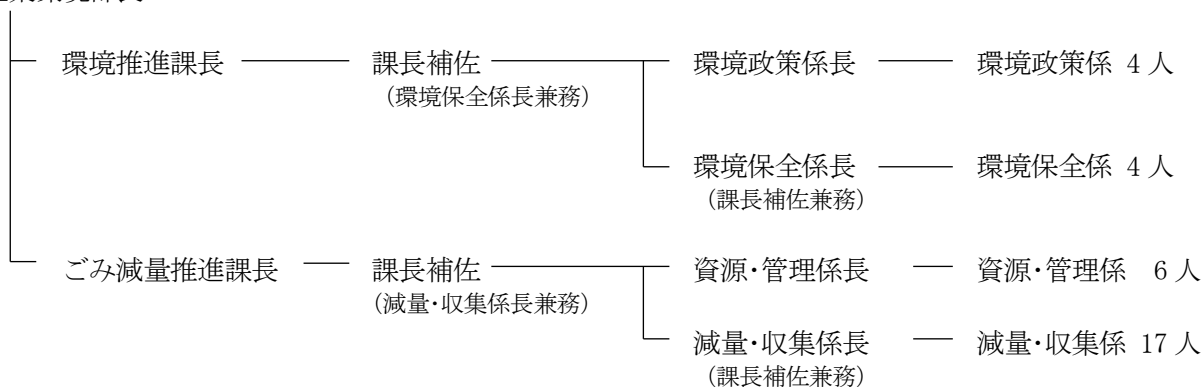 環境推進課長 課長補佐 環境政策係長 環境政策係 4人
(環境保全係長兼務)
環境保全係長 環境保全係 4人
(課長補佐兼務)
ごみ減量推進課長 課長補佐 資源・管理係長 資源・管理係 6人
(減量・収集係長兼務)
減量・収集係長 減量・収集係 17人
(課長補佐兼務)